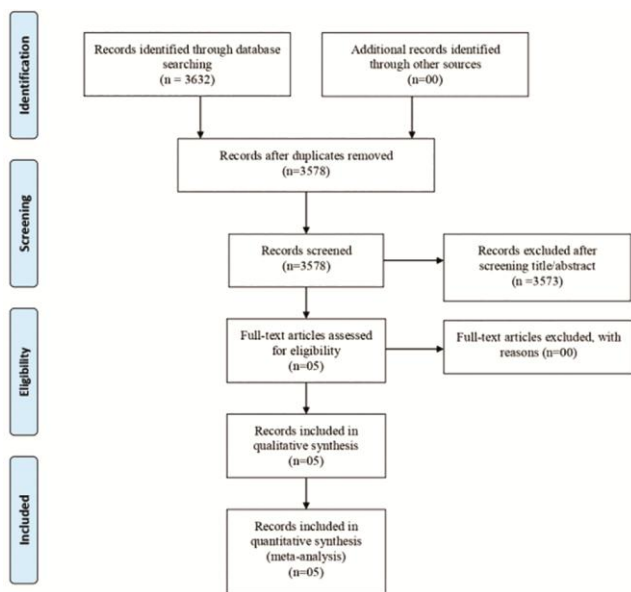 Identification
Records identified through database
searching
(n = 3632)
Additional records identified
through other sources
(n=00)
Records after duplicates removed
(n=3578)
Screening
Records screened
(n=3578)
Records excluded after
screening title/abstract
(n =3573)
Eligibility
Full-text articles assessed
for eligibility
(n=05)
Full-text articles excluded, with
reasons (n=00)
Records included in
qualitative synthesis
(n=05)
Included
Records included in
quantitative synthesis
(meta-analysis)
(n=05)